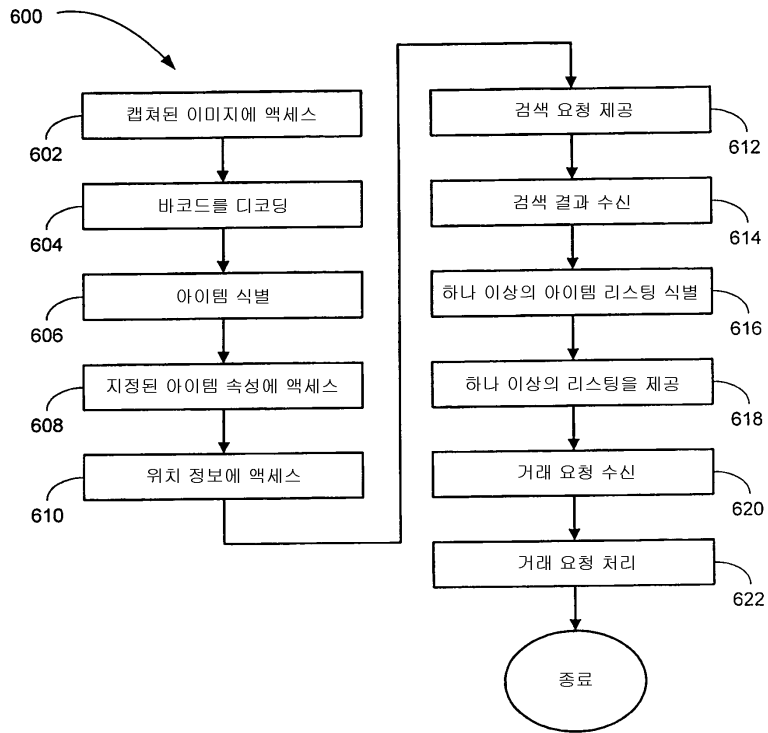 600
캡쳐된 이미지에 액세스
602
바코드를 디코딩
604
아이템 식별
606
지정된 아이템 속성에 액세스
608
위치 정보에 액세스
610
검색 요청 제공
612
검색 결과 수신
614
하나 이상의 아이템 리스팅 식별
616
하나 이상의 리스팅을 제공
618
거래 요청 수신
620
거래 요청 처리
622
종료